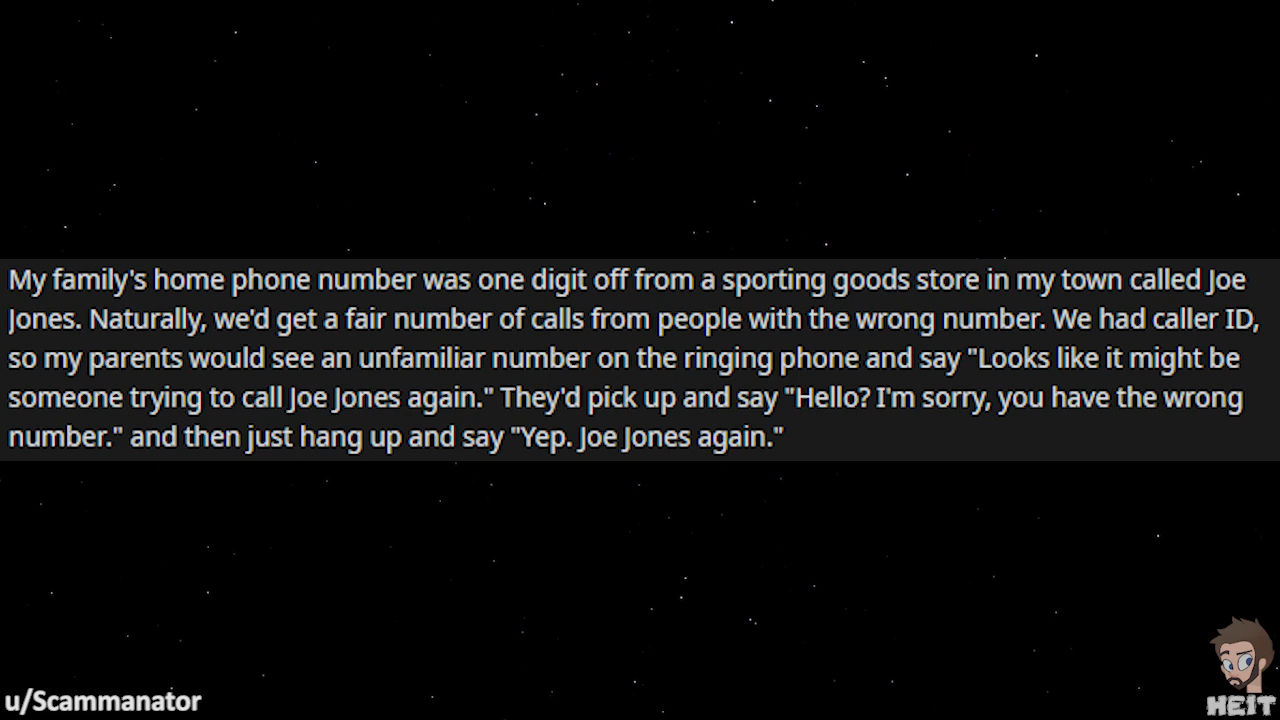 My family's home phone number was one digit off from a sporting goods store in my town called Joe
Jones. Naturally, we'd get a fair number of calls from people with the wrong number. We had caller ID,
so my parents would see an unfamiliar number on the ringing phone and say "Looks like it might be
someone trying to call Joe Jones again." They'd pick up and say "Hello? I'm sorry, you have the wrong
number." and then just hang up and say "Yep. Joe Jones again."
u/Scammanator
HEIT